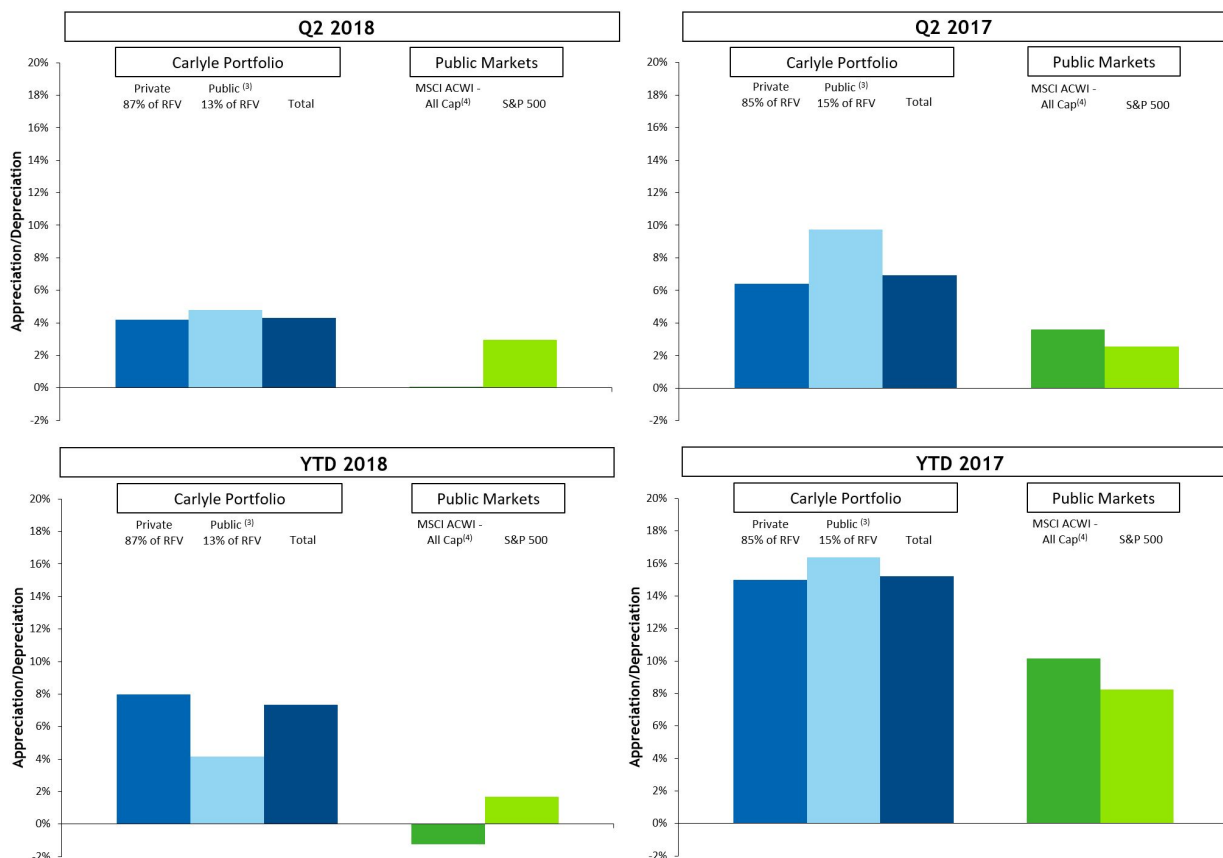 Q2 2018
Carlyle Portfolio
Public Markets
Private
87% of RFV
Public (3)
13% of RFV
Total
MSCI ACWI -
All Cap(4)
S&P 500
Appreciation/Depreciation
20%
18%
16%
14%
12%
10%
8%
6%
4%
2%
0%
-2%
Q2 2017
Carlyle Portfolio
Public Markets
Private
85% of RFV
Public (3)
15% of RFV
Total
MSCI ACWI -
All Cap(4)
S&P 500
Appreciation/Depreciation
20%
18%
16%
14%
12%
10%
8%
6%
4%
2%
0%
-2%
YTD 2018
Carlyle Portfolio
Public Markets
Private
87% of RFV
Public (3)
13% of RFV
Total
MSCI ACWI -
All Cap(4)
S&P 500
Appreciation/Depreciation
20%
18%
16%
14%
12%
10%
8%
6%
4%
2%
0%
-2%
YTD 2017
Carlyle Portfolio
Public Markets
Private
85% of RFV
Public (3)
15% of RFV
Total
MSCI ACWI -
All Cap(4)
S&P 500
Appreciation/Depreciation
20%
18%
16%
14%
12%
10%
8%
6%
4%
2%
0%
-2%